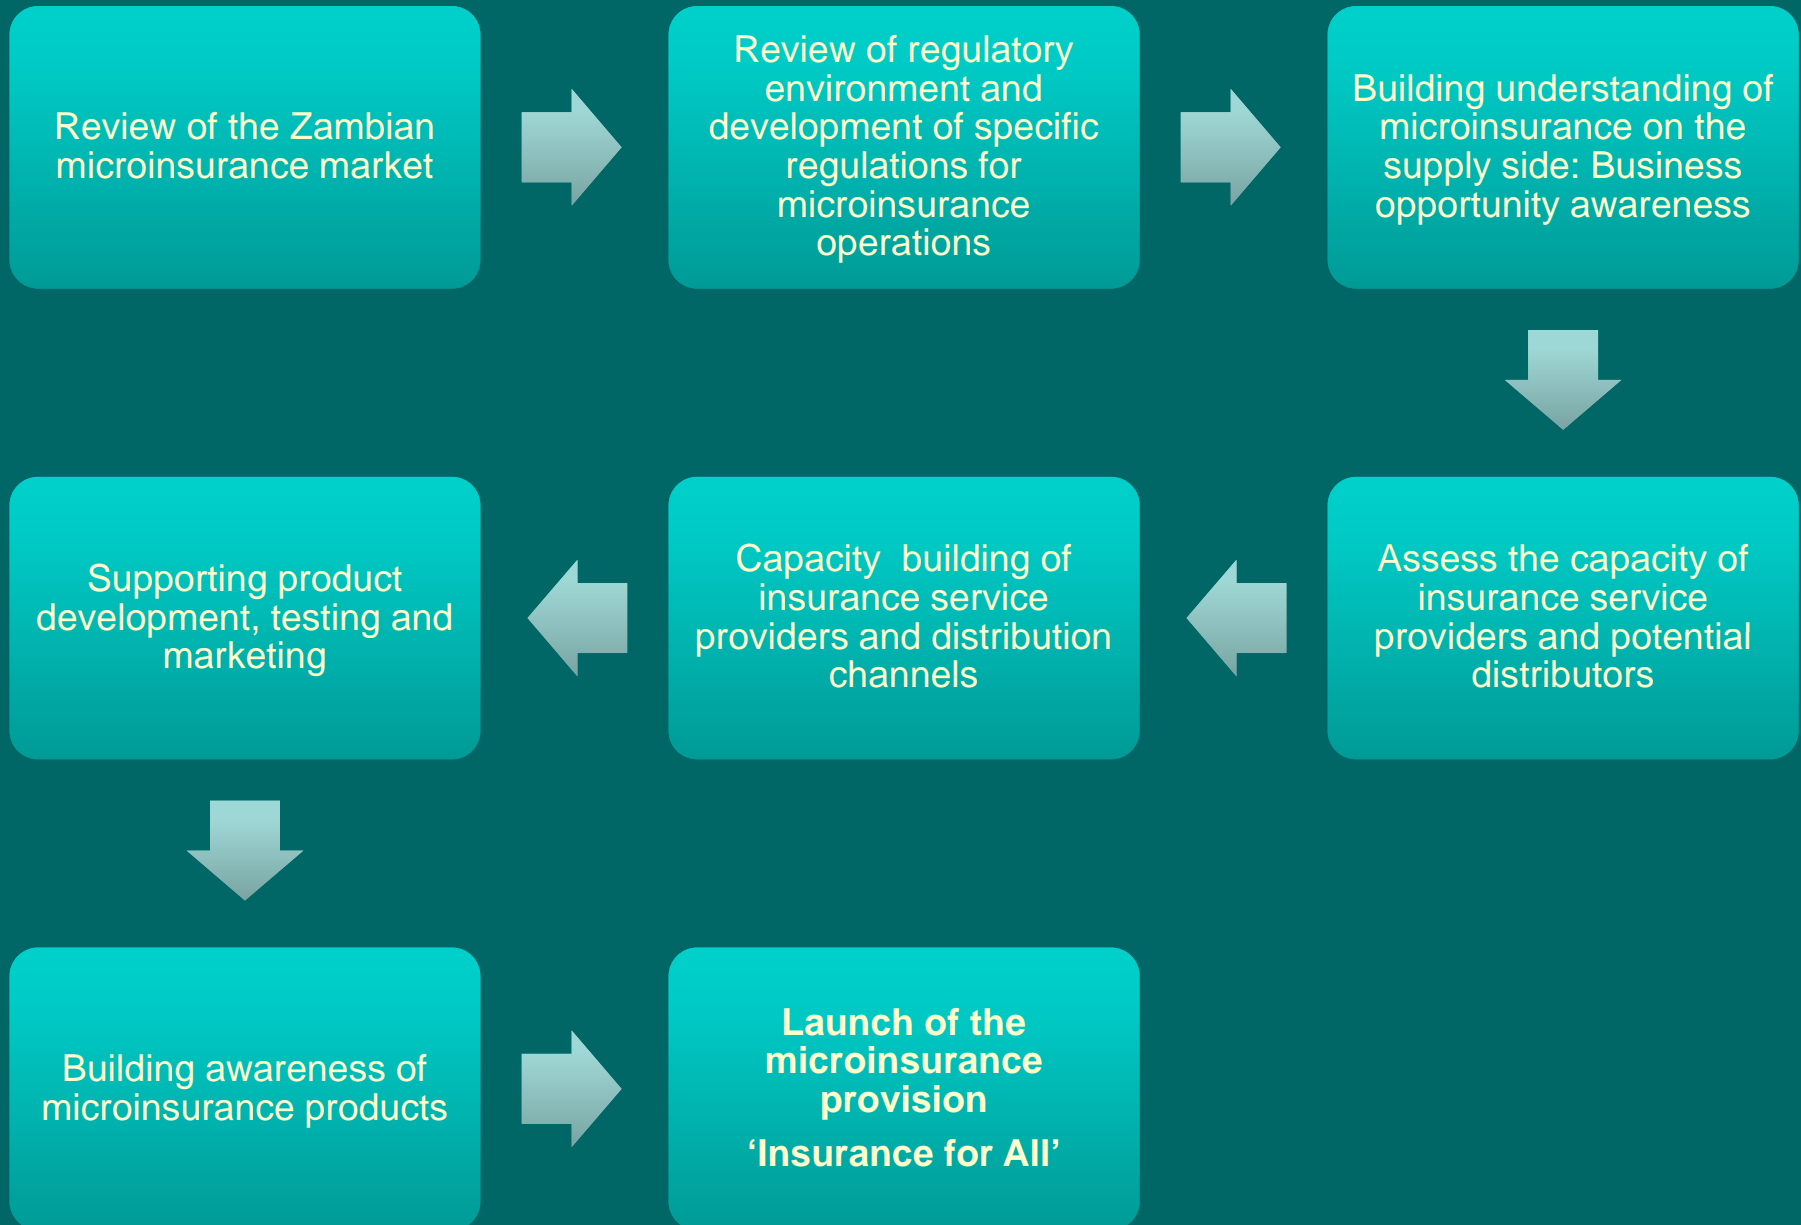 Review of the Zambian
microinsurance market
Review of regulatory
environment and
development of specific
regulations for
microinsurance
operations
Building understanding of
microinsurance on the
supply side: Business
opportunity awareness
Assess the capacity of
insurance service
providers and potential
distributors
Capacity  building of
insurance service
providers and distribution
channels
Supporting product
development, testing and
marketing
Building awareness of
microinsurance products
Launch of the
microinsurance
provision
‘Insurance for All’